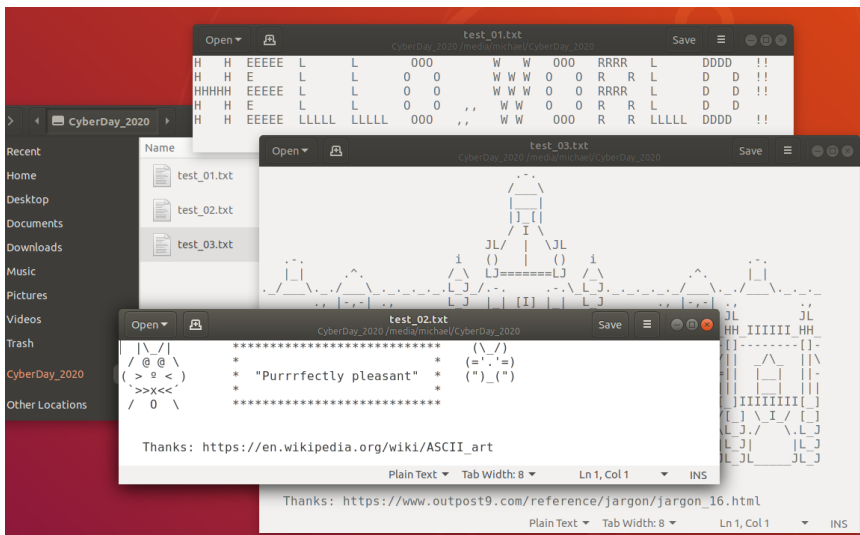 Open
test_01.txt
CyberDay_2020 /media/michael/CyberDay_2020
Save
H   H  EEEEE  L      L       OOO         W   W   OOO   RRRR   L      DDDD   !!
H   H  E      L      L      O   O        W W W  O   O  R   R  L      D   D  !!
HHHHH  EEEEE  L      L      O   O        W W W  O   O  RRRR   L      D   D  !!
H   H  E      L      L      O   O  ,,     W W   O   O  R   R  L      D   D
H   H  EEEEE  LLLLL  LLLLL   OOO   ,,     W W    OOO   R   R  LLLLL  DDDD   !!
CyberDay_2020
Recent
Home
Desktop
Documents
Downloads
Music
Pictures
Videos
Trash
CyberDay_2020
Other Locations
Name
test_01.txt
test_02.txt
test_03.txt
Open
test_03.txt
CyberDay_2020 /media/michael/CyberDay_2020
Save
Thanks: https://www.outpost9.com/reference/jargon/jargon_16.html
Plain Text
Tab Width: 8
Ln 1, Col 1
INS
Open
test_02.txt
CyberDay_2020 /media/michael/CyberDay_2020
Save
|\_/|        ****************************    (\_/)
/ @ @ \       *                          *   (='.'=)
( > º < )      *  "Purrrfectly pleasant"  *   (")_(")
`>>x<<´       *                          *
/  O  \       ****************************
Thanks: https://en.wikipedia.org/wiki/ASCII_art
Plain Text
Tab Width: 8
Ln 1, Col 1
INS